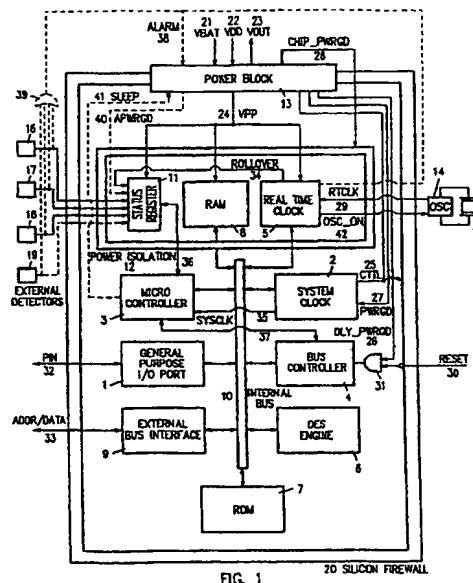 21 22 23
VBAT VDD VOUT
ALARM
38
CHIP_PWRGD
28
POWER BLOCK
13
39
41 SLEEP
40 APWRGD
24 VPP
16
17
18
19
EXTERNAL
DETECTORS
11
STATUS
REGISTER
ROLLOVER
34
RAM
8
REAL TIME
CLOCK
5
RTCLK
29
OSC_ON
42
14
OSC
POWER ISOLATION
12
36
2
25
CTD
MICRO
CONTROLLER
3
SYSTEM
CLOCK
27
PWRGD
SYSCLK
35
37
DLY_PWRGD
26
PIN
32
GENERAL
PURPOSE
I/O PORT
1
BUS
CONTROLLER
4
31
RESET
30
10
INTERNAL
BUS
ADDR/DATA
33
EXTERNAL
BUS INTERFACE
9
DES
ENGINE
6
7
ROM
20 SILICON FIREWALL
FIG. 1